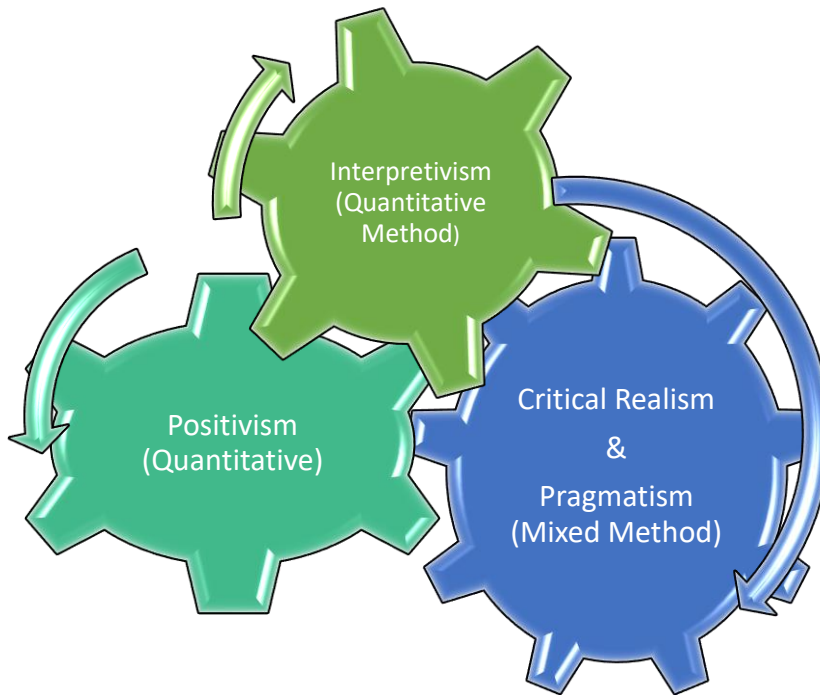 Interpretivism
(Quantitative
Method)
Positivism
(Quantitative)
Critical Realism
&
Pragmatism
(Mixed Method)